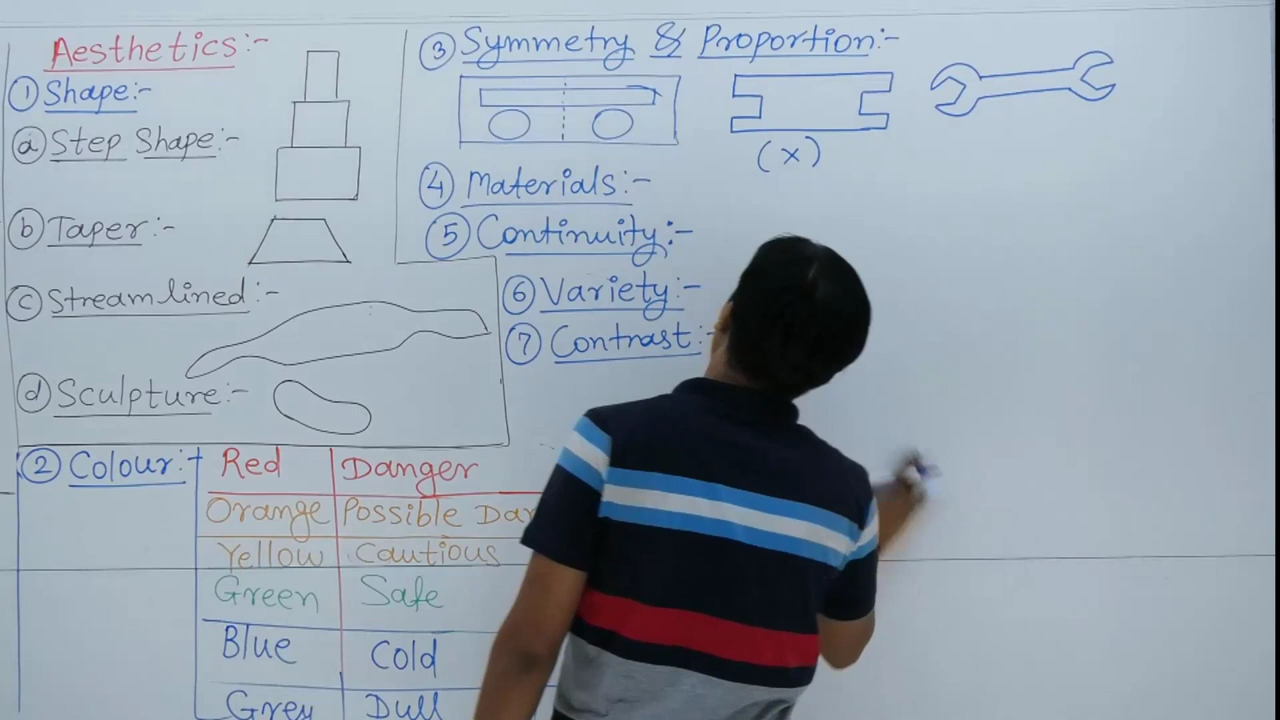 Aesthetics:-
① Shape:-
ⓐ Step Shape:-
ⓑ Taper:-
ⓒ Streamlined:-
ⓓ Sculpture:-
② Colour:-
Red Danger
Orange Possible
Yellow Cautious
Green Safe
Blue Cold
Grey Dull
③ Symmetry & Proportion:-
(x)
④ Materials:-
⑤ Continuity:-
⑥ Variety:-
⑦ Contrast:-